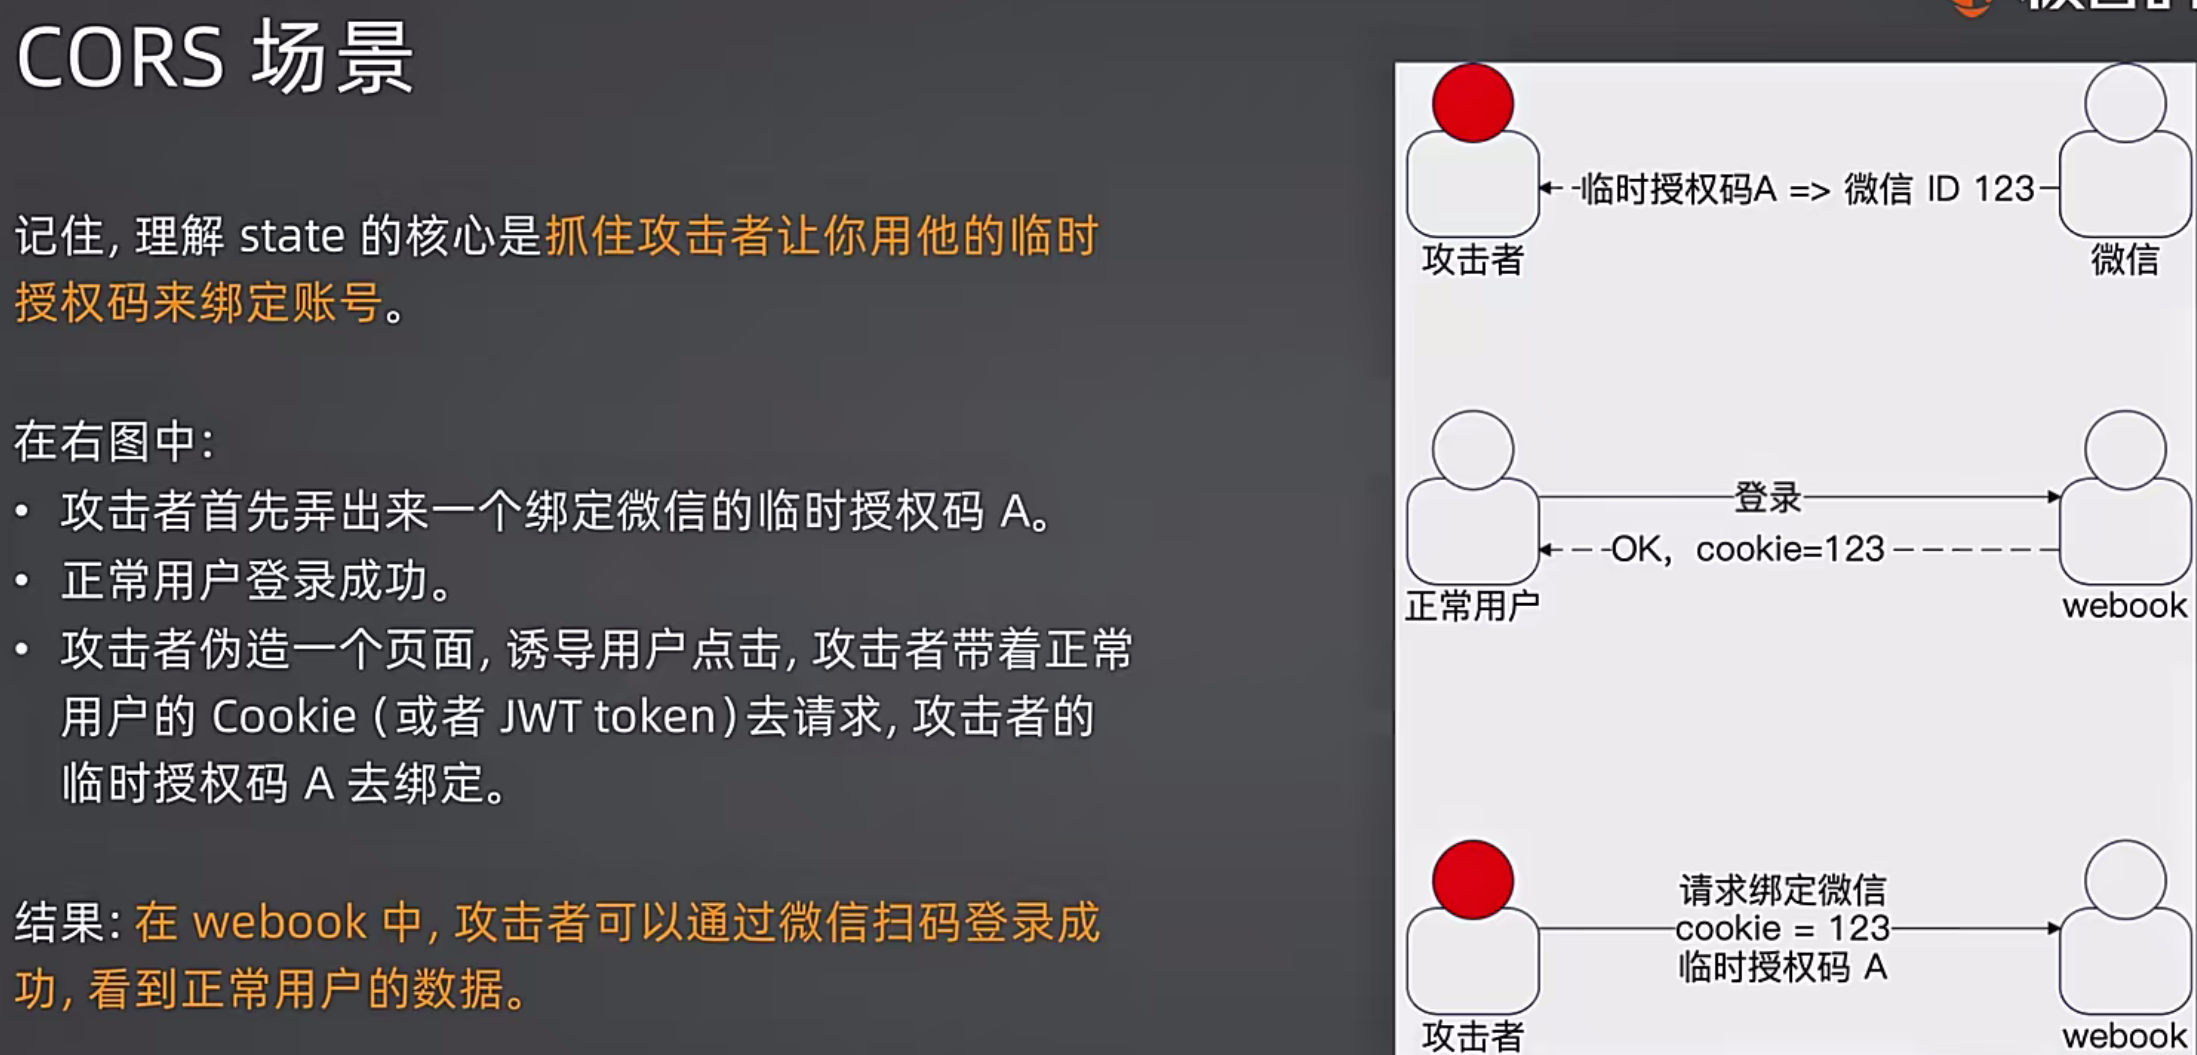 CORS 场景
记住, 理解 state 的核心是抓住攻击者让你用他的临时
授权码来绑定账号。
在右图中:
• 攻击者首先弄出来一个绑定微信的临时授权码 A。
• 正常用户登录成功。
• 攻击者伪造一个页面, 诱导用户点击, 攻击者带着正常
用户的 Cookie (或者 JWT token) 去请求, 攻击者的
临时授权码 A 去绑定。
结果: 在 webook 中, 攻击者可以通过微信扫码登录成
功, 看到正常用户的数据。
临时授权码A => 微信 ID 123
攻击者
微信
登录
OK, cookie=123
正常用户
webook
请求绑定微信
cookie = 123
临时授权码 A
攻击者
webook